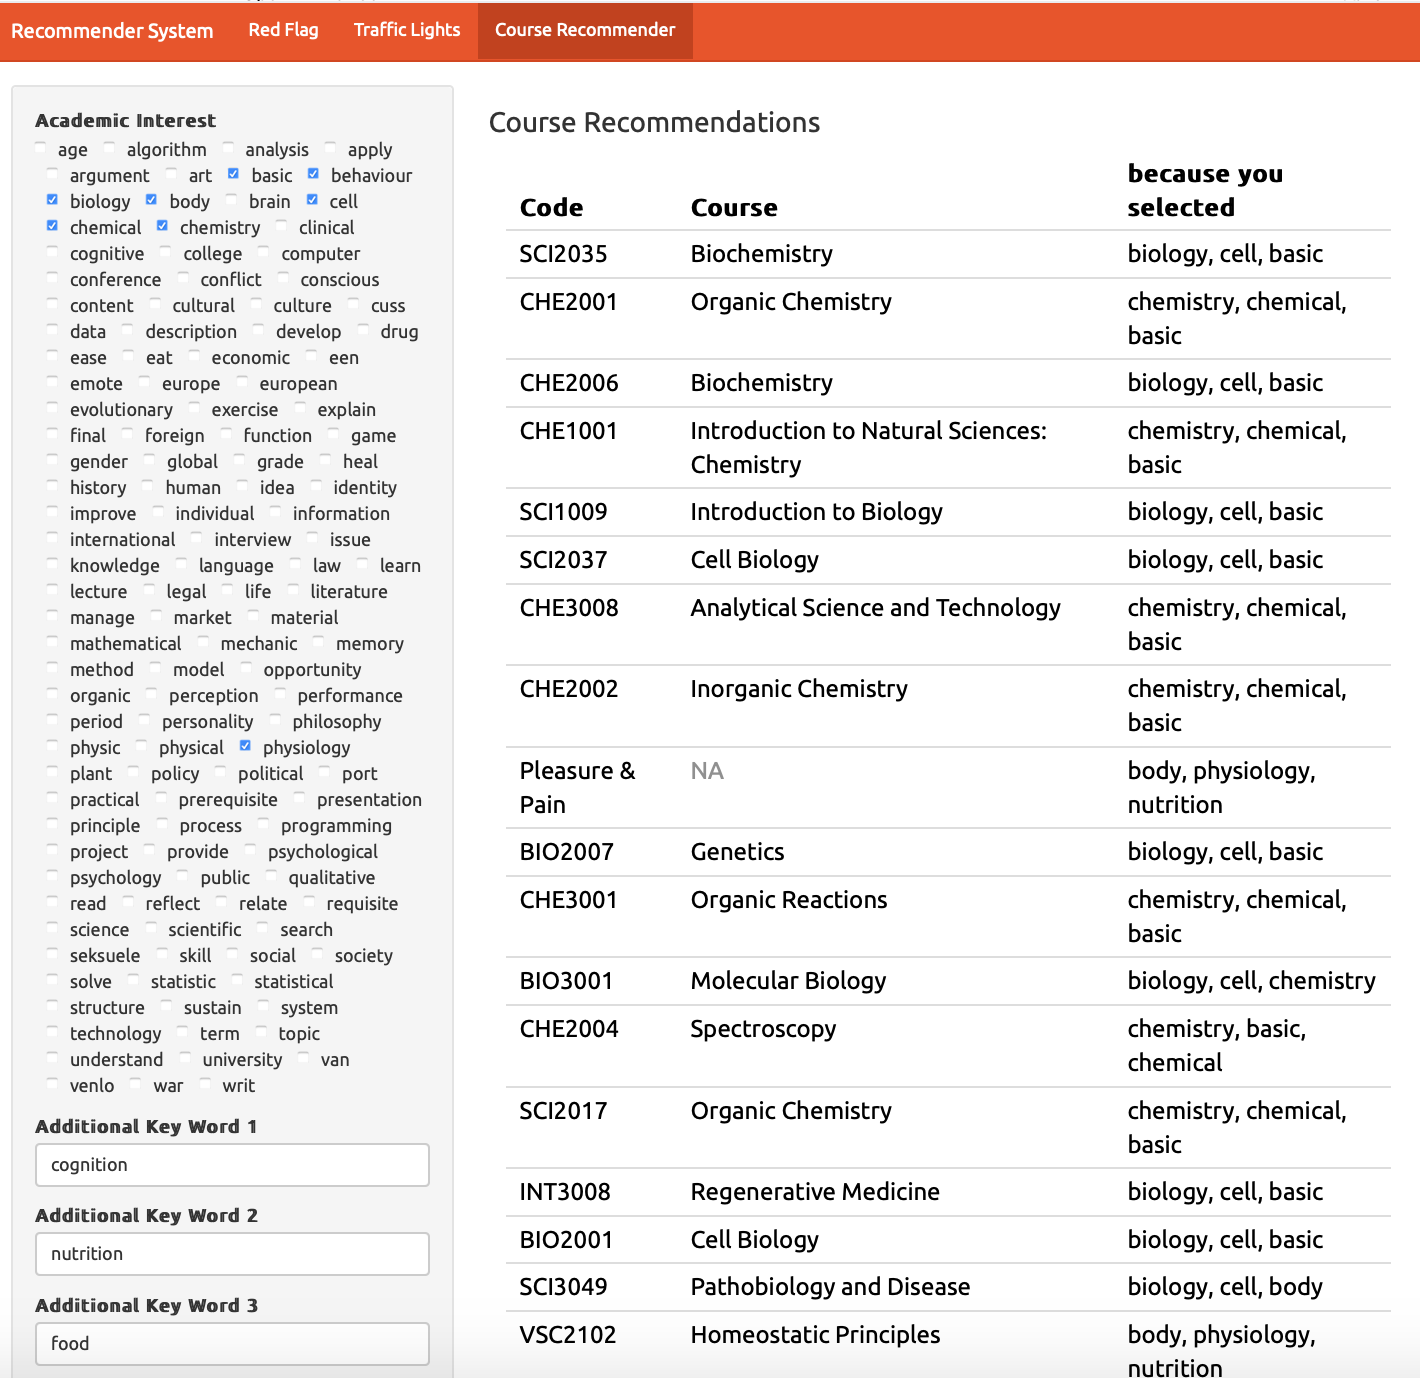 Recommender System Red Flag Traffic Lights Course Recommender
Academic Interest
age algorithm analysis apply
argument art basic behaviour
biology body brain cell
chemical chemistry clinical
cognitive college computer
conference conflict conscious
content cultural culture cuss
data description develop drug
ease eat economic een
emote europe european
evolutionary exercise explain
final foreign function game
gender global grade heal
history human idea identity
improve individual information
international interview issue
knowledge language law learn
lecture legal life literature
manage market material
mathematical mechanic memory
method model opportunity
organic perception performance
period personality philosophy
physic physical physiology
plant policy political port
practical prerequisite presentation
principle process programming
project provide psychological
psychology public qualitative
read reflect relate requisite
science scientific search
seksuele skill social society
solve statistic statistical
structure sustain system
technology term topic
understand university van
venlo war writ
Additional Key Word 1
cognition
Additional Key Word 2
nutrition
Additional Key Word 3
food
Course Recommendations
because you
Code Course selected
SCI2035 Biochemistry biology, cell, basic
CHE2001 Organic Chemistry chemistry, chemical,
basic
CHE2006 Biochemistry biology, cell, basic
CHE1001 Introduction to Natural Sciences: chemistry, chemical,
Chemistry basic
SCI1009 Introduction to Biology biology, cell, basic
SCI2037 Cell Biology biology, cell, basic
CHE3008 Analytical Science and Technology chemistry, chemical,
basic
CHE2002 Inorganic Chemistry chemistry, chemical,
basic
Pleasure & NA body, physiology,
Pain nutrition
BIO2007 Genetics biology, cell, basic
CHE3001 Organic Reactions chemistry, chemical,
basic
BIO3001 Molecular Biology biology, cell, chemistry
CHE2004 Spectroscopy chemistry, basic,
chemical
SCI2017 Organic Chemistry chemistry, chemical,
basic
INT3008 Regenerative Medicine biology, cell, basic
BIO2001 Cell Biology biology, cell, basic
SCI3049 Pathobiology and Disease biology, cell, body
VSC2102 Homeostatic Principles body, physiology,
nutrition